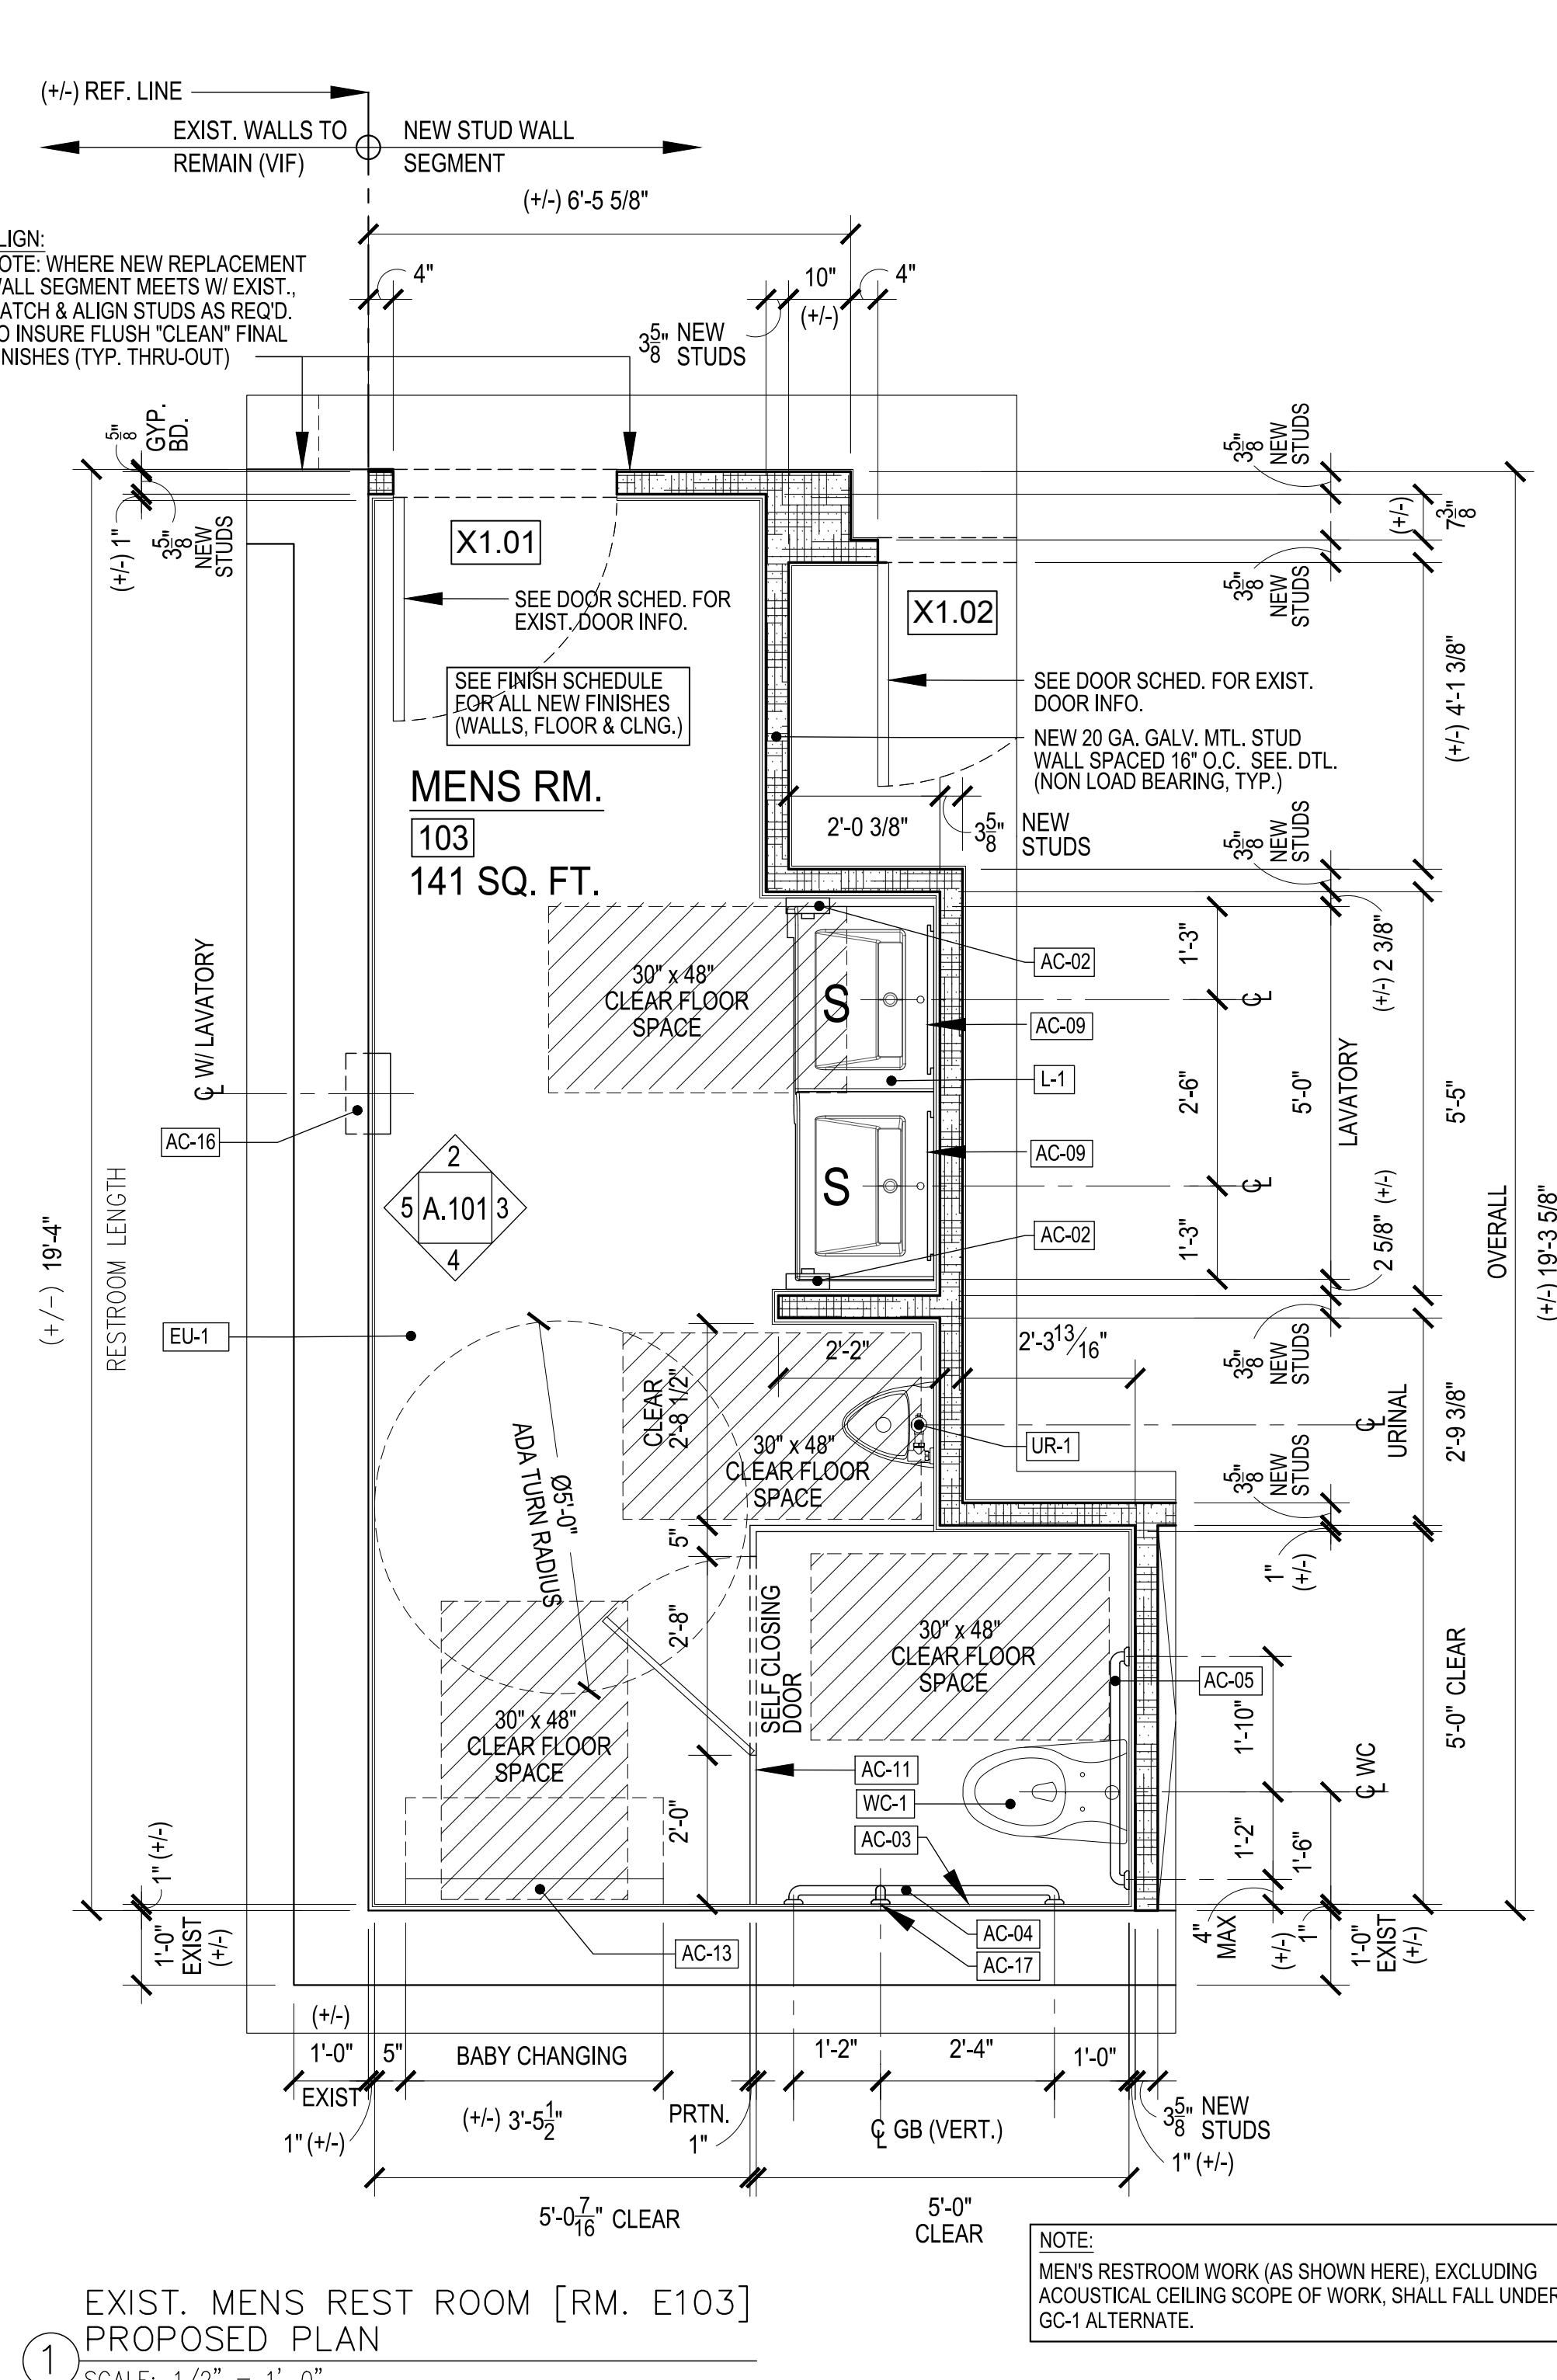 (+/-) REF. LINE
EXIST. WALLS TO
REMAIN (VIF)
NEW STUD WALL
SEGMENT
(+/-) 6'-5 5/8"
LIGN:
OTE: WHERE NEW REPLACEMENT
ALL SEGMENT MEETS W/ EXIST.,
ATCH & ALIGN STUDS AS REQ'D.
O INSURE FLUSH "CLEAN" FINAL
NISHES (TYP. THRU-OUT)
4"
10"
(+/-)
4"
3 5/8" NEW
STUDS
5/8"
GYP.
BD.
(+/-) 1"
3 5/8"
NEW
STUDS
3 5/8"
NEW
STUDS
(+/-)
7 3/8"
3 5/8"
NEW
STUDS
X1.01
SEE DOOR SCHED. FOR
EXIST. DOOR INFO.
X1.02
SEE FINISH SCHEDULE
FOR ALL NEW FINISHES
(WALLS, FLOOR & CLNG.)
SEE DOOR SCHED. FOR EXIST.
DOOR INFO.
NEW 20 GA. GALV. MTL. STUD
WALL SPACED 16" O.C. SEE. DTL.
(NON LOAD BEARING, TYP.)
(+/-) 4'-1 3/8"
MENS RM.
103
141 SQ. FT.
2'-0 3/8"
3 5/8" NEW
STUDS
3 5/8"
NEW
STUDS
30" x 48"
CLEAR FLOOR
SPACE
S
AC-02
AC-09
L-1
AC-09
S
AC-02
1'-3"
CL
2'-6"
CL
1'-3"
5'-0"
LAVATORY
(+/-) 2 3/8"
2 5/8" (+/-)
5'-5"
OVERALL
(+/-) 19'-3 5/8"
CL W/ LAVATORY
AC-16
2
5 A.101 3
4
(+/-) 19'-4"
RESTROOM LENGTH
EU-1
ADA TURN RADIUS
Ø5'-0"
CLEAR
2'-8 1/2"
2'-2"
2'-3 13/16"
30" x 48"
CLEAR FLOOR
SPACE
UR-1
3 5/8"
NEW
STUDS
CL
URINAL
2'-9 3/8"
3 5/8"
NEW
STUDS
1"
(+/-)
5"
2'-8"
SELF CLOSING
DOOR
30" x 48"
CLEAR FLOOR
SPACE
AC-05
1'-10"
5'-0" CLEAR
30" x 48"
CLEAR FLOOR
SPACE
AC-11
WC-1
AC-03
CL WC
2'-0"
1'-2"
1'-6"
1" (+/-)
1'-0"
EXIST
(+/-)
AC-13
AC-04
AC-17
4"
MAX
(+/-)
1"
1'-0"
EXIST
(+/-)
(+/-)
1'-0"
EXIST
5"
BABY CHANGING
(+/-) 3'-5 1/2"
1" (+/-)
PRTN.
1"
1'-2"
2'-4"
1'-0"
CL GB (VERT.)
3 5/8" NEW
STUDS
1" (+/-)
5'-0 7/16" CLEAR
5'-0"
CLEAR
NOTE:
MEN'S RESTROOM WORK (AS SHOWN HERE), EXCLUDING
ACOUSTICAL CEILING SCOPE OF WORK, SHALL FALL UNDER
GC-1 ALTERNATE.
EXIST. MENS REST ROOM [RM. E103]
PROPOSED PLAN
1
SCALE: 1/2" = 1'-0"